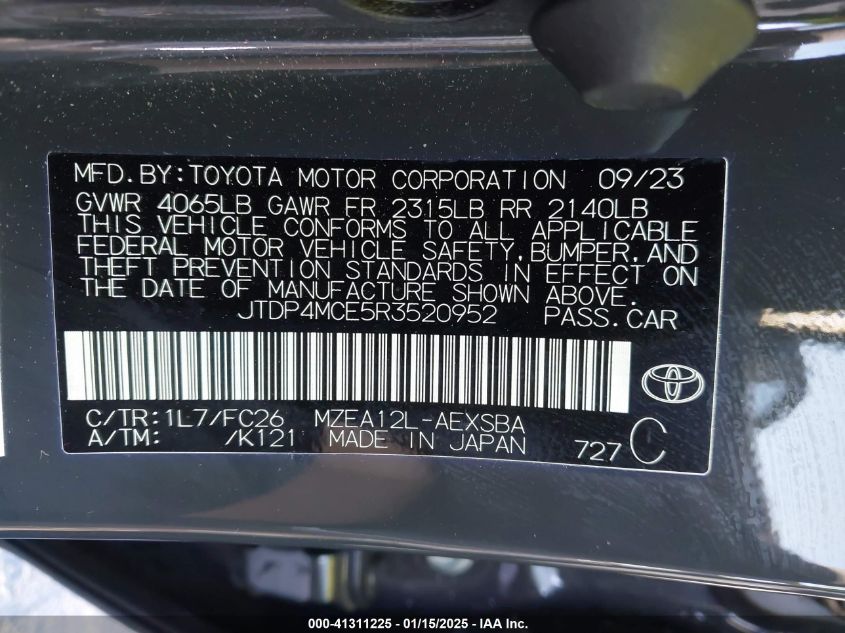 MFD.BY:TOYOTA MOTOR CORPORATION 09/23
GVWR 4065LB GAWR FR 2315LB RR 2140LB
THIS VEHICLE CONFORMS TO ALL APPLICABLE
FEDERAL MOTOR VEHICLE SAFETY,BUMPER,AND
THEFT PREVENTION STANDARDS IN EFFECT ON
THE DATE OF MANUFACTURE SHOWN ABOVE.
JTDP4MCE5R3520952 PASS.CAR
C/TR:1L7/FC26 MZEA12L-AEXSBA
A/TM: /K121 MADE IN JAPAN 727 C
000-41311225 - 01/15/2025 - IAA Inc.